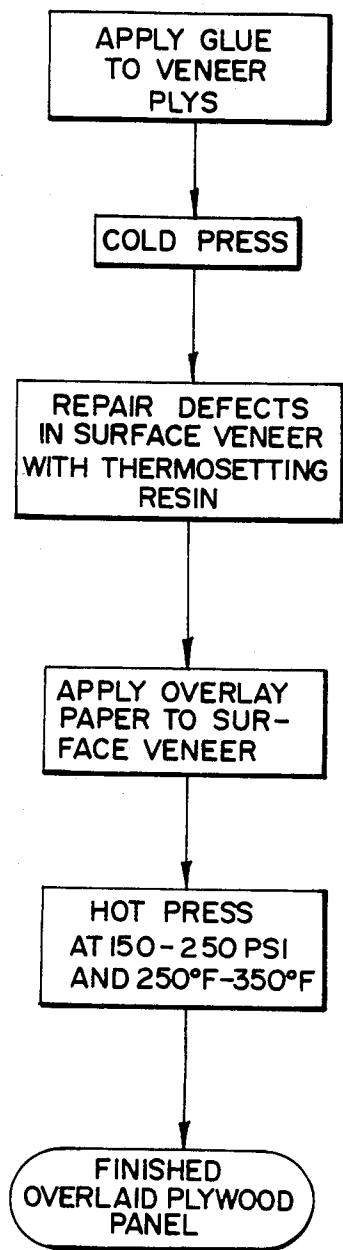 APPLY GLUE
TO VENEER
PLYS
COLD PRESS
REPAIR DEFECTS
IN SURFACE VENEER
WITH THERMOSETTING
RESIN
APPLY OVERLAY
PAPER TO SUR-
FACE VENEER
HOT PRESS
AT 150-250 PSI
AND 250°F-350°F
FINISHED
OVERLAID PLYWOOD
PANEL